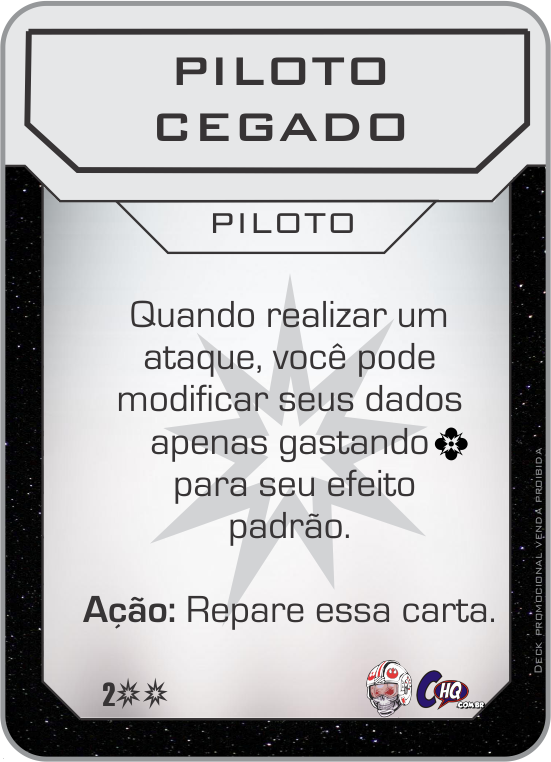 PILOTO
CEGADO
PILOTO
Quando realizar um
ataque, você pode
modificar seus dados
apenas gastando
para seu efeito
padrão.
Ação: Repare essa carta.
2
CHQ
.COM.BR
DECK PROMOCIONAL VENDA PROIBIDA